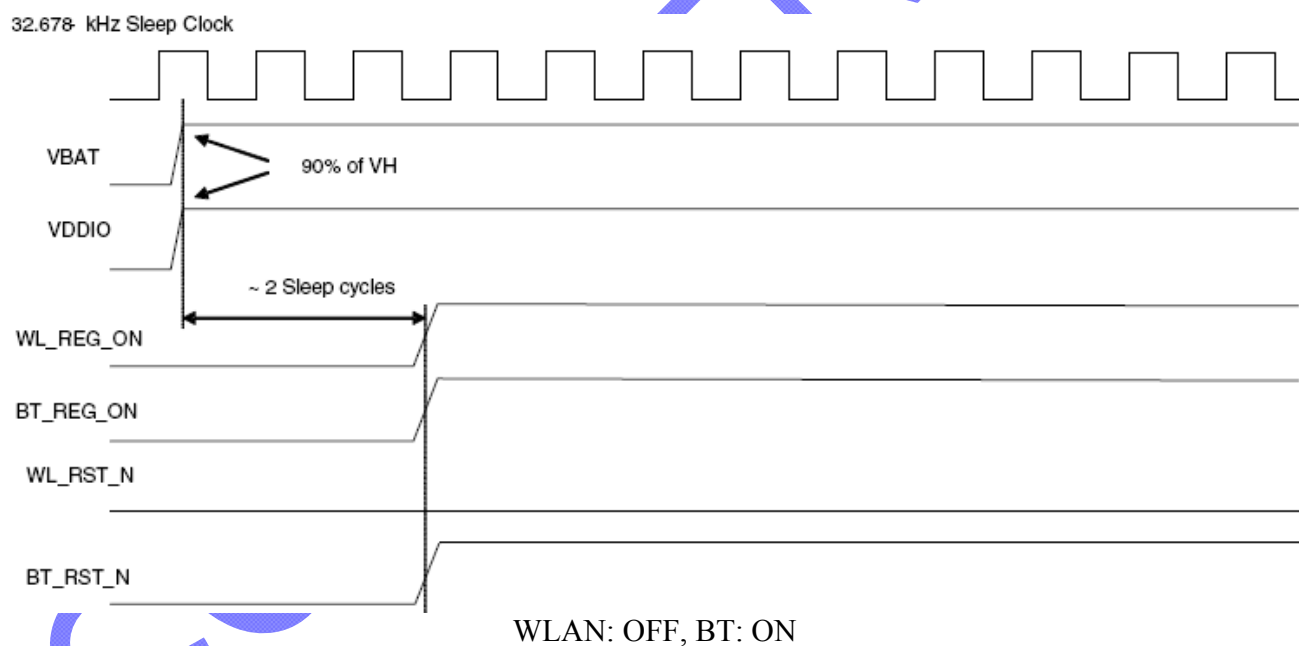 32.678- kHz Sleep Clock
VBAT
90% of VH
VDDIO
~ 2 Sleep cycles
WL_REG_ON
BT_REG_ON
WL_RST_N
BT_RST_N
WLAN: OFF, BT: ON